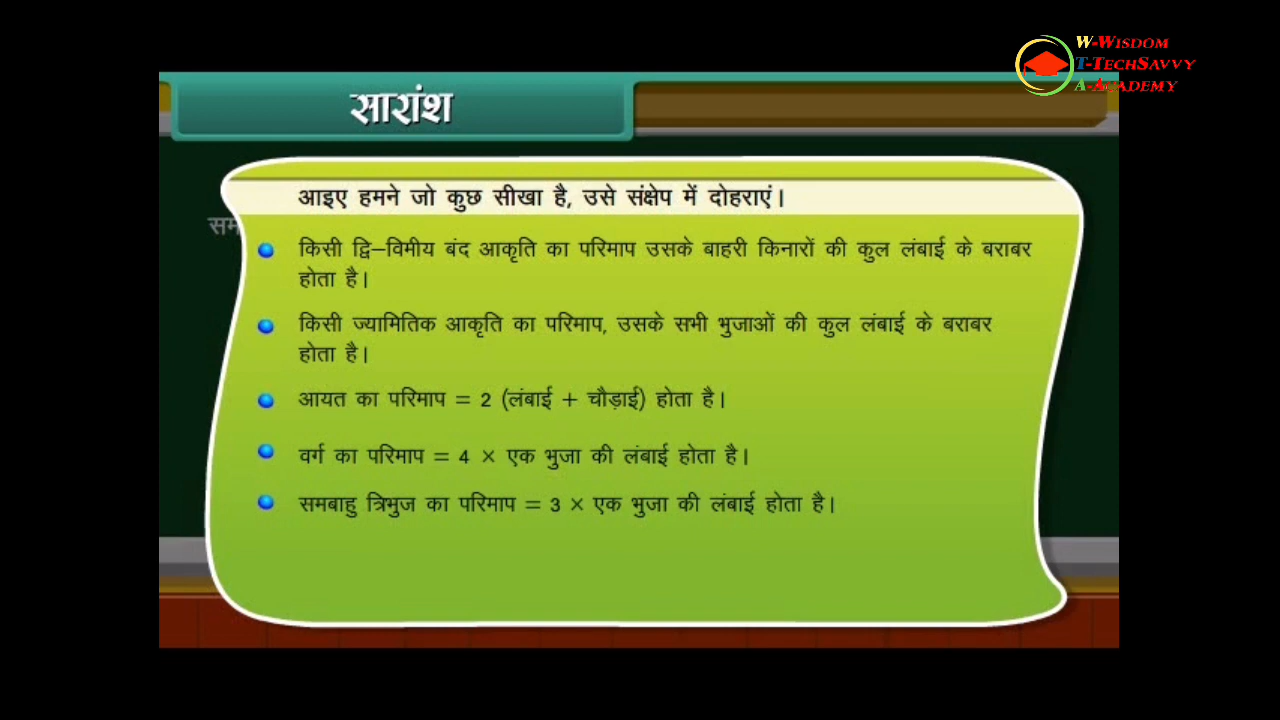 W-Wisdom
T-TechSavvy
A-Academy
सारांश
आइए हमने जो कुछ सीखा है, उसे संक्षेप में दोहराएं।
सम
किसी द्वि–विमीय बंद आकृति का परिमाप उसके बाहरी किनारों की कुल लंबाई के बराबर
होता है।
किसी ज्यामितिक आकृति का परिमाप, उसके सभी भुजाओं की कुल लंबाई के बराबर
होता है।
आयत का परिमाप = 2 (लंबाई + चौड़ाई) होता है।
वर्ग का परिमाप = 4 × एक भुजा की लंबाई होता है।
समबाहु त्रिभुज का परिमाप = 3 × एक भुजा की लंबाई होता है।